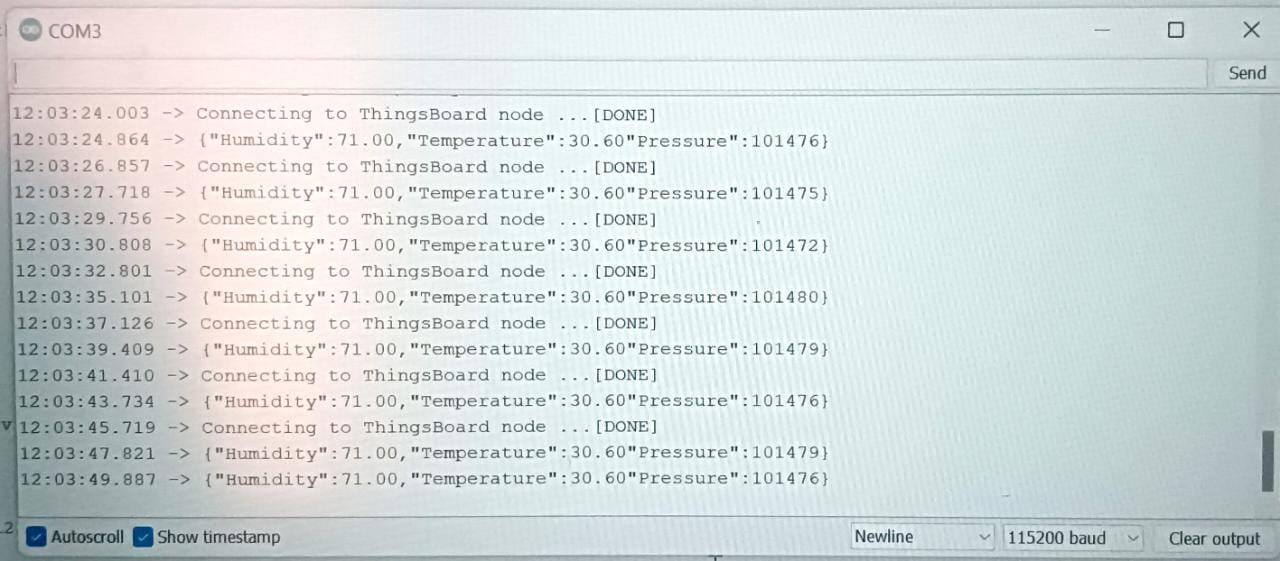 COM3
Send
12:03:24.003 -> Connecting to ThingsBoard node ...[DONE]
12:03:24.864 -> {"Humidity":71.00,"Temperature":30.60"Pressure":101476}
12:03:26.857 -> Connecting to ThingsBoard node ...[DONE]
12:03:27.718 -> {"Humidity":71.00,"Temperature":30.60"Pressure":101475}
12:03:29.756 -> Connecting to ThingsBoard node ...[DONE]
12:03:30.808 -> {"Humidity":71.00,"Temperature":30.60"Pressure":101472}
12:03:32.801 -> Connecting to ThingsBoard node ...[DONE]
12:03:35.101 -> {"Humidity":71.00,"Temperature":30.60"Pressure":101480}
12:03:37.126 -> Connecting to ThingsBoard node ...[DONE]
12:03:39.409 -> {"Humidity":71.00,"Temperature":30.60"Pressure":101479}
12:03:41.410 -> Connecting to ThingsBoard node ...[DONE]
12:03:43.734 -> {"Humidity":71.00,"Temperature":30.60"Pressure":101476}
12:03:45.719 -> Connecting to ThingsBoard node ...[DONE]
12:03:47.821 -> {"Humidity":71.00,"Temperature":30.60"Pressure":101479}
12:03:49.887 -> {"Humidity":71.00,"Temperature":30.60"Pressure":101476}
Autoscroll Show timestamp Newline 115200 baud Clear output